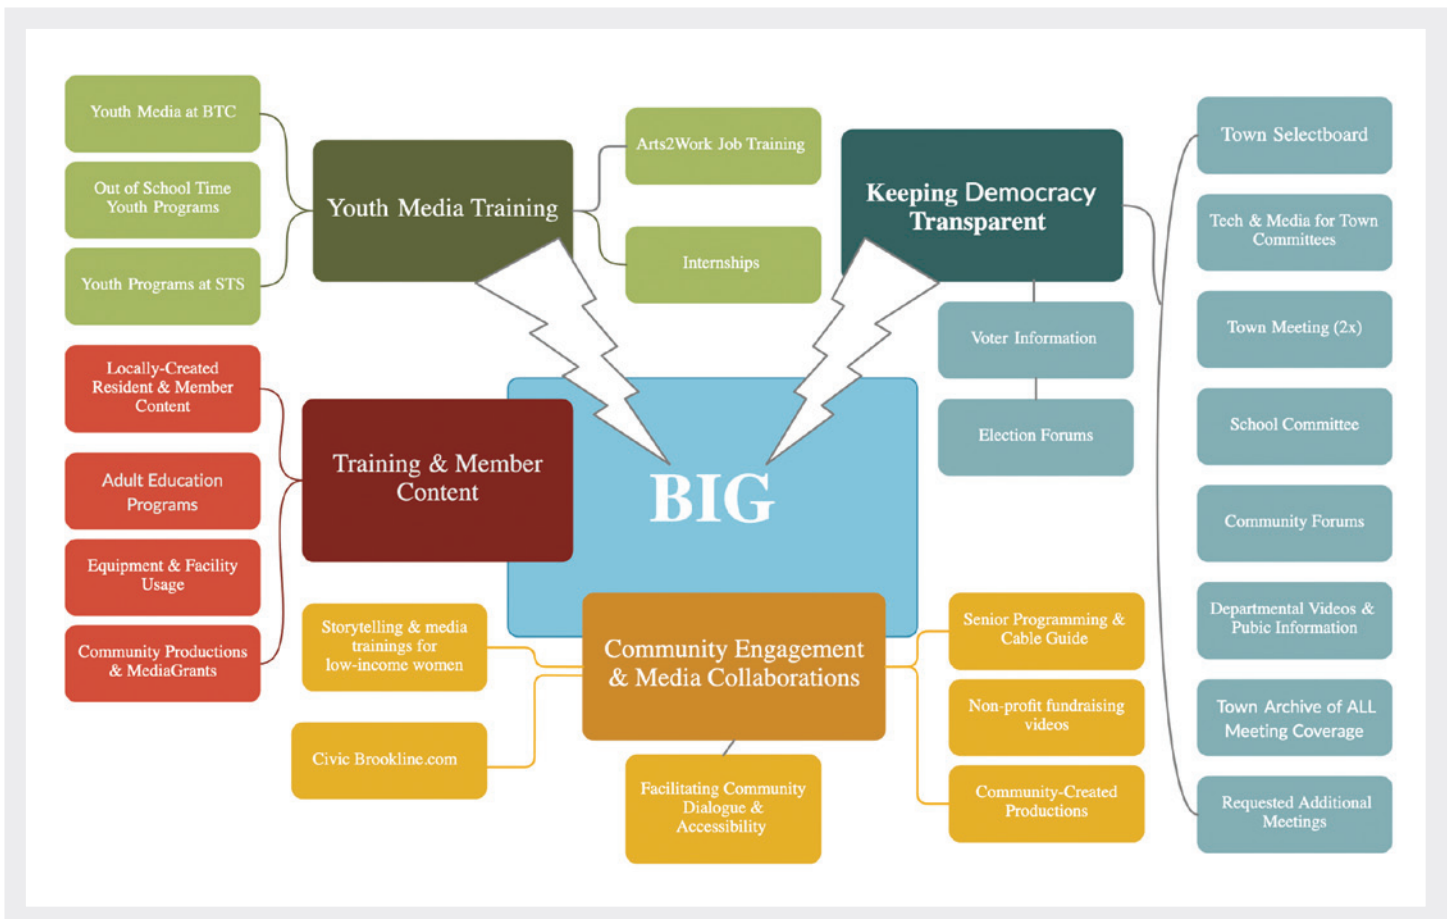 Youth Media at BTC
Out of School Time
Youth Programs
Youth Programs at STS
Youth Media Training
Arts2Work Job Training
Internships
Keeping Democracy
Transparent
Voter Information
Election Forums
Town Selectboard
Tech & Media for Town
Committees
Town Meeting (2x)
School Committee
Community Forums
Departmental Videos &
Pubic Information
Town Archive of ALL
Meeting Coverage
Requested Additional
Meetings
Locally-Created
Resident & Member
Content
Adult Education
Programs
Equipment & Facility
Usage
Community Productions
& MediaGrants
Training & Member
Content
BIG
Storytelling & media
trainings for
low-income women
Civic Brookline.com
Community Engagement
& Media Collaborations
Facilitating Community
Dialogue &
Accessibility
Senior Programming &
Cable Guide
Non-profit fundraising
videos
Community-Created
Productions